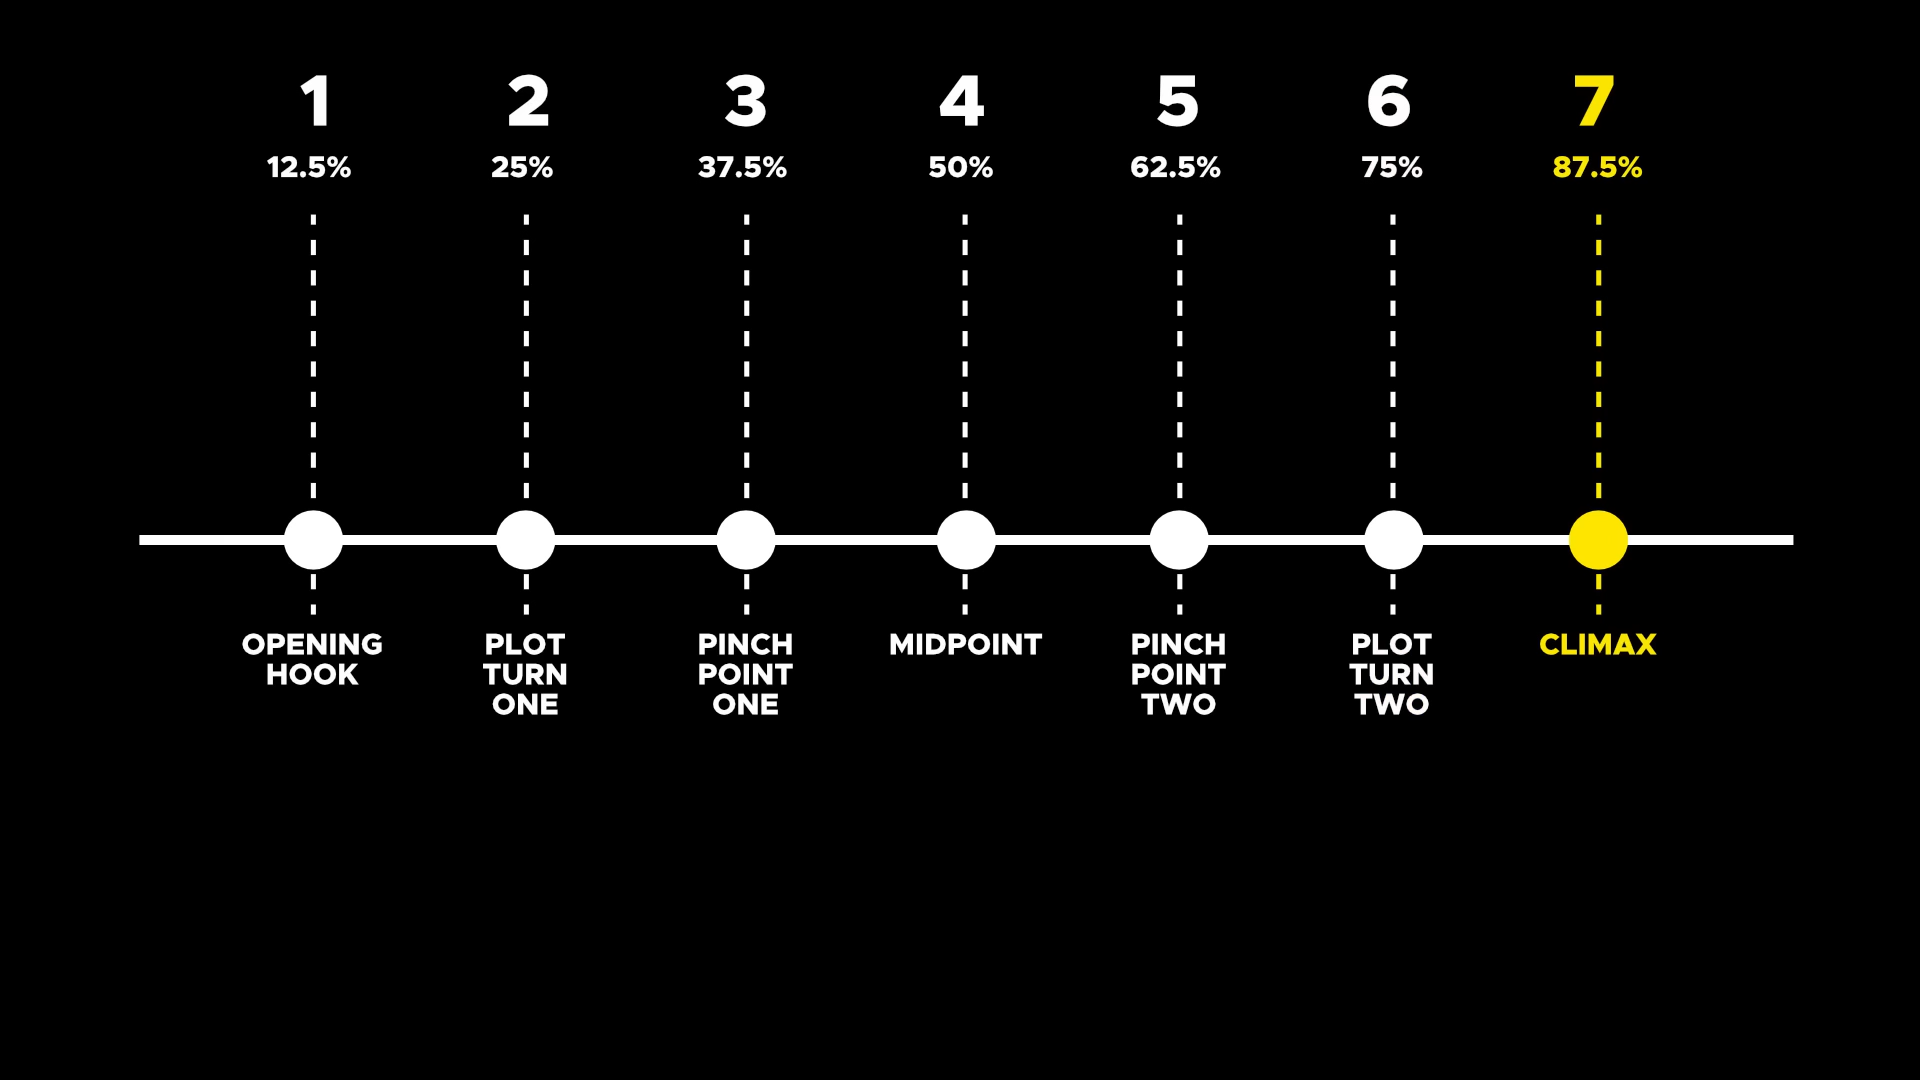 1 2 3 4 5 6 7
12.5% 25% 37.5% 50% 62.5% 75% 87.5%
OPENING
HOOK
PLOT
TURN
ONE
PINCH
POINT
ONE
MIDPOINT
PINCH
POINT
TWO
PLOT
TURN
TWO
CLIMAX